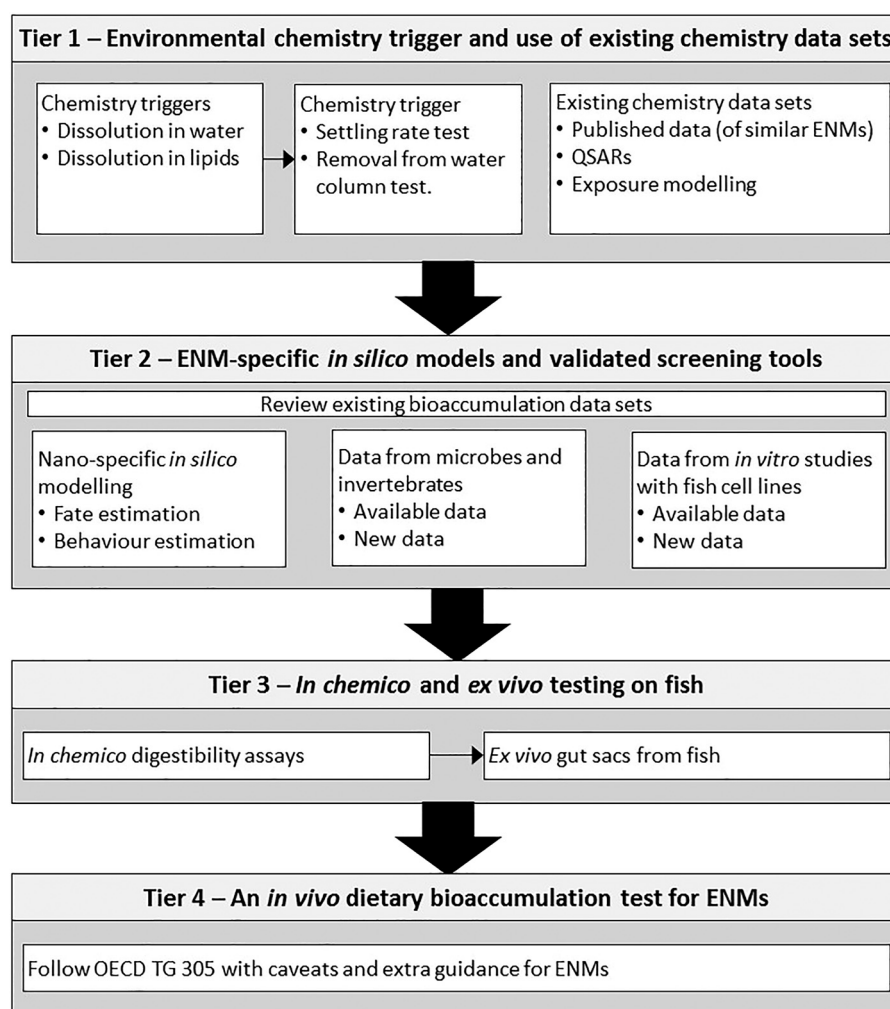 Tier 1 – Environmental chemistry trigger and use of existing chemistry data sets
Chemistry triggers
• Dissolution in water
• Dissolution in lipids
Chemistry trigger
• Settling rate test
• Removal from water
column test.
Existing chemistry data sets
• Published data (of similar ENMs)
• QSARs
• Exposure modelling
Tier 2 – ENM-specific in silico models and validated screening tools
Review existing bioaccumulation data sets
Nano-specific in silico
modelling
• Fate estimation
• Behaviour estimation
Data from microbes and
invertebrates
• Available data
• New data
Data from in vitro studies
with fish cell lines
• Available data
• New data
Tier 3 – In chemico and ex vivo testing on fish
In chemico digestibility assays
Ex vivo gut sacs from fish
Tier 4 – An in vivo dietary bioaccumulation test for ENMs
Follow OECD TG 305 with caveats and extra guidance for ENMs